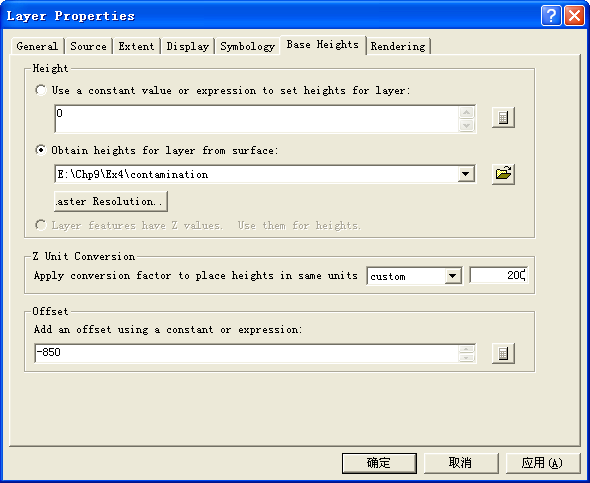 Layer Properties
General Source Extent Display Symbology Base Heights Rendering
Height
Use a constant value or expression to set heights for layer:
0
Obtain heights for layer from surface:
E:\Chp9\Ex4\contamination
aster Resolution..
Layer features have Z values. Use them for heights.
Z Unit Conversion
Apply conversion factor to place heights in same units custom
Offset
Add an offset using a constant or expression:
-850
确定 取消 应用(A)